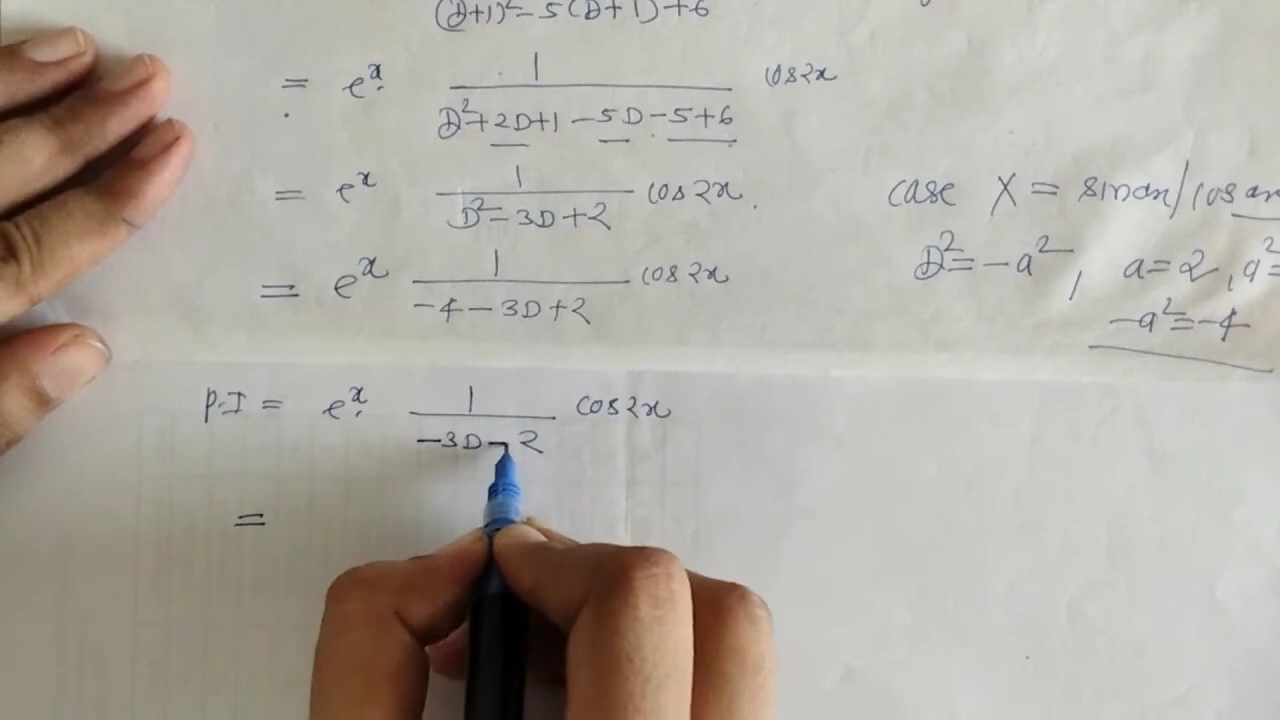 (D+1)²-5(D+1)+6
= eˣ. 1/(D²+2D+1-5D-5+6) cos2x
= eˣ 1/(D²-3D+2) cos2x.
case X = sinax/cosax
= eˣ 1/(-4-3D+2) cos2x
D²=-a², a=2, a²=
-a²=-4
P.I = eˣ. 1/(-3D-2) cos2x
=